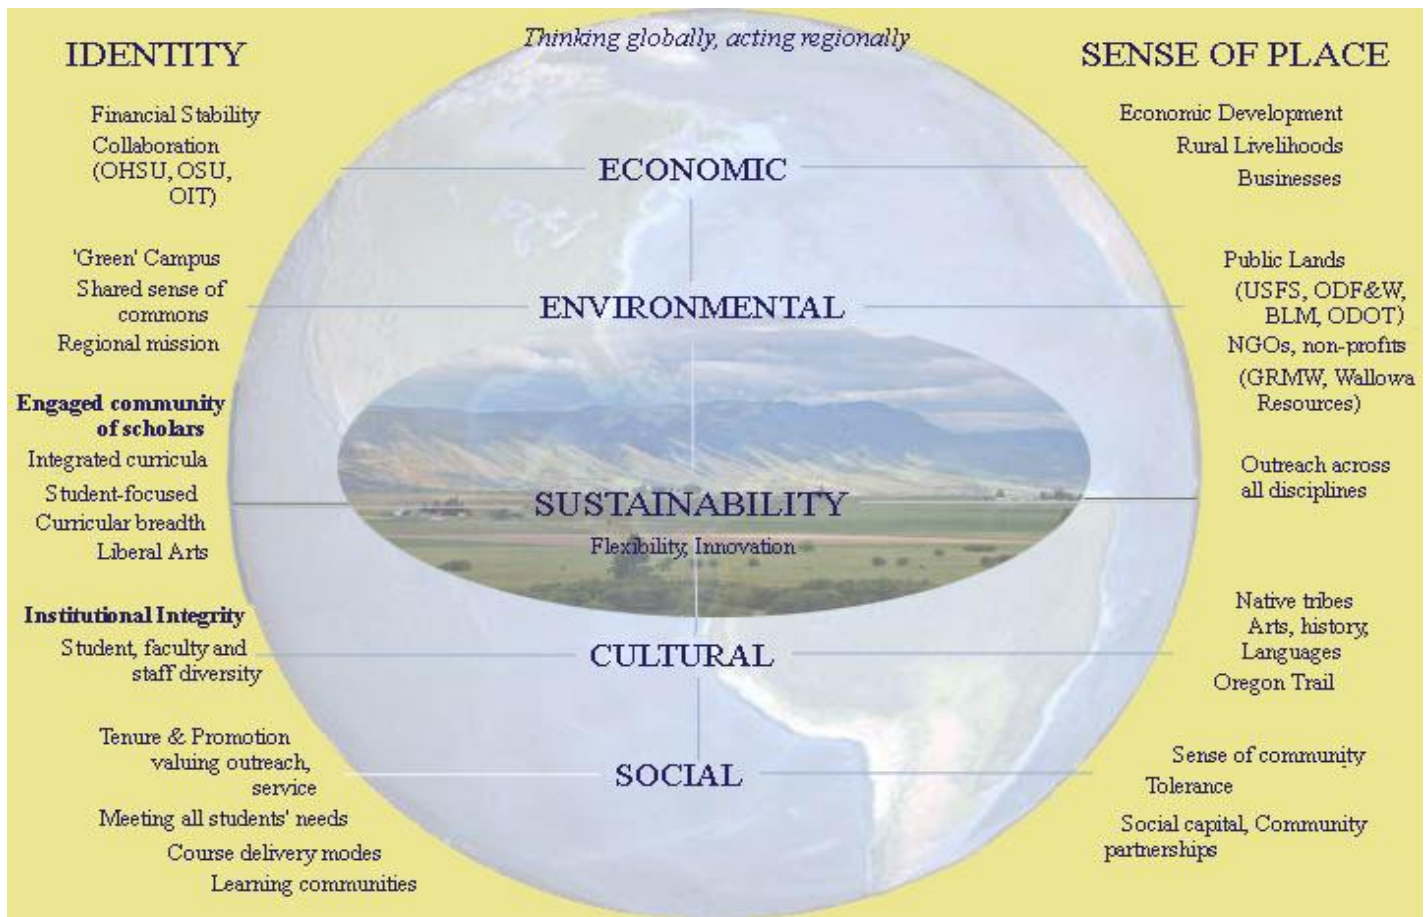 Thinking globally, acting regionally
IDENTITY
Financial Stability
Collaboration
(OHSU, OSU,
OIT)
'Green' Campus
Shared sense of
commons
Regional mission
Engaged community
of scholars
Integrated curricula
Student-focused
Curricular breadth
Liberal Arts
Institutional Integrity
Student, faculty and
staff diversity
Tenure & Promotion
valuing outreach,
service
Meeting all students' needs
Course delivery modes
Learning communities
ECONOMIC
ENVIRONMENTAL
SUSTAINABILITY
Flexibility, Innovation
CULTURAL
SOCIAL
SENSE OF PLACE
Economic Development
Rural Livelihoods
Businesses
Public Lands
(USFS, ODF&W,
BLM, ODOT)
NGOs, non-profits
(GRMW, Wallowa
Resources)
Outreach across
all disciplines
Native tribes
Arts, history,
Languages
Oregon Trail
Sense of community
Tolerance
Social capital, Community
partnerships